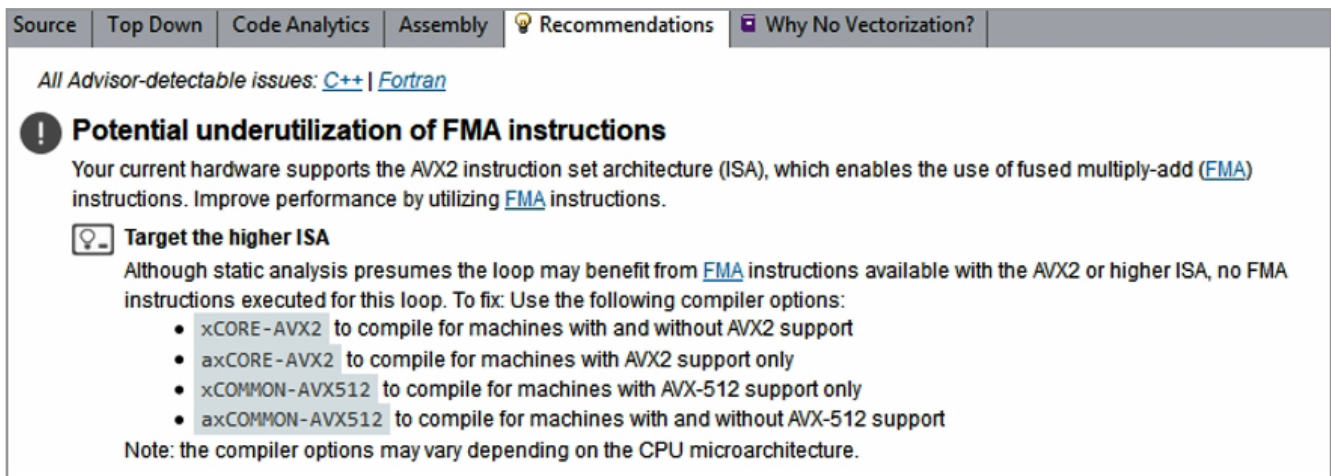 Source Top Down Code Analytics Assembly Recommendations Why No Vectorization?
All Advisor-detectable issues: C++ | Fortran
Potential underutilization of FMA instructions
Your current hardware supports the AVX2 instruction set architecture (ISA), which enables the use of fused multiply-add (FMA)
instructions. Improve performance by utilizing FMA instructions.
Target the higher ISA
Although static analysis presumes the loop may benefit from FMA instructions available with the AVX2 or higher ISA, no FMA
instructions executed for this loop. To fix: Use the following compiler options:
• xCORE-AVX2 to compile for machines with and without AVX2 support
• axCORE-AVX2 to compile for machines with AVX2 support only
• xCOMMON-AVX512 to compile for machines with AVX-512 support only
• axCOMMON-AVX512 to compile for machines with and without AVX-512 support
Note: the compiler options may vary depending on the CPU microarchitecture.